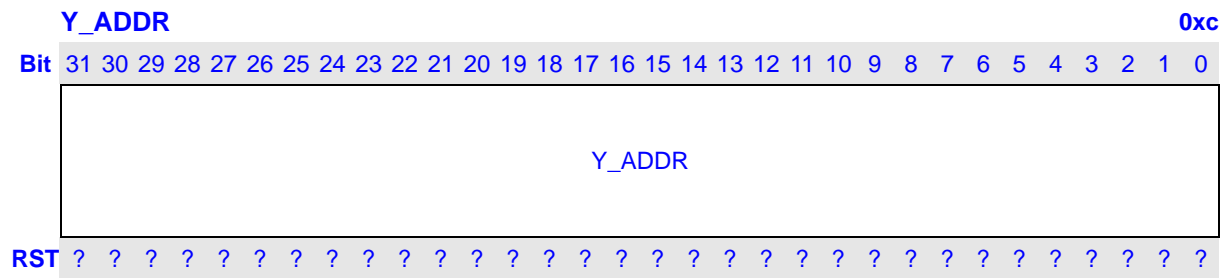 Y_ADDR 0xc
Bit 31 30 29 28 27 26 25 24 23 22 21 20 19 18 17 16 15 14 13 12 11 10 9 8 7 6 5 4 3 2 1 0
Y_ADDR
RST ? ? ? ? ? ? ? ? ? ? ? ? ? ? ? ? ? ? ? ? ? ? ? ? ? ? ? ? ? ? ? ?